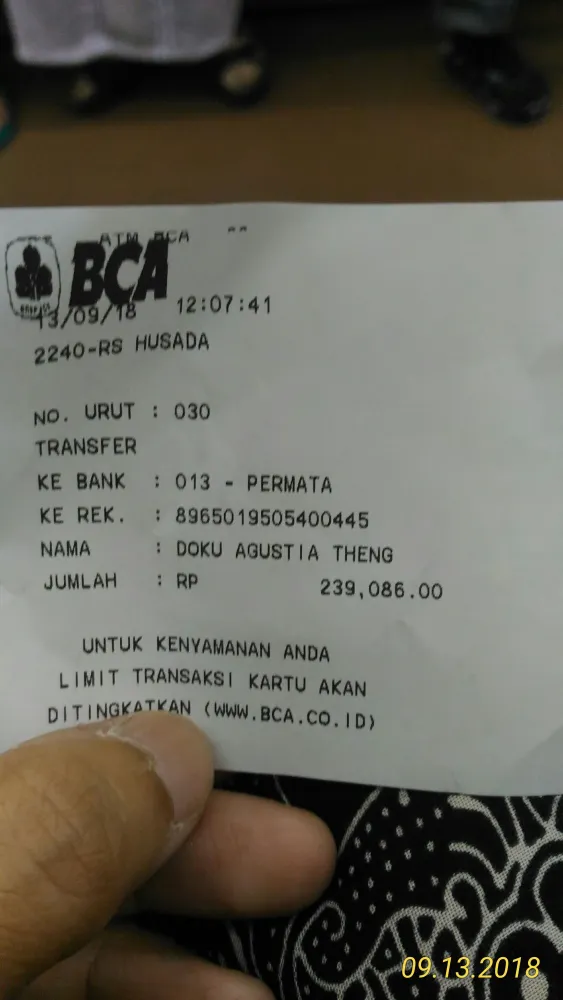 ATM BCA
BCA
13/09/18 12:07:41
2240-RS HUSADA
NO. URUT : 030
TRANSFER
KE BANK : 013 - PERMATA
KE REK. : 8965019505400445
NAMA : DOKU AGUSTIA THENG
JUMLAH : RP 239,086.00
UNTUK KENYAMANAN ANDA
LIMIT TRANSAKSI KARTU AKAN
DITINGKATKAN (WWW.BCA.CO.ID)
09.13.2018